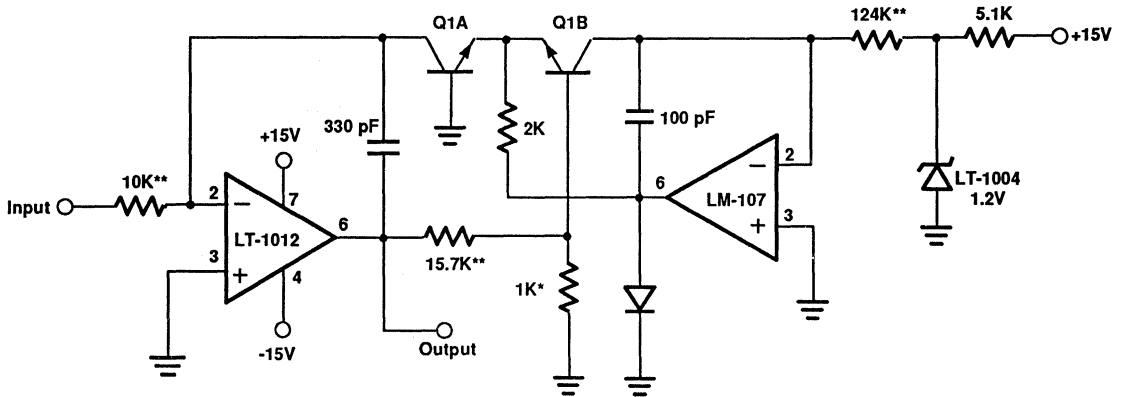 Q1A
Q1B
124K**
5.1K
+15V
330 pF
2K
100 pF
+15V
10K**
Input
2
7
6
LT-1012
3
4
-15V
15.7K**
Output
1K*
6
LM-107
2
3
LT-1004
1.2V
−
+
−
+